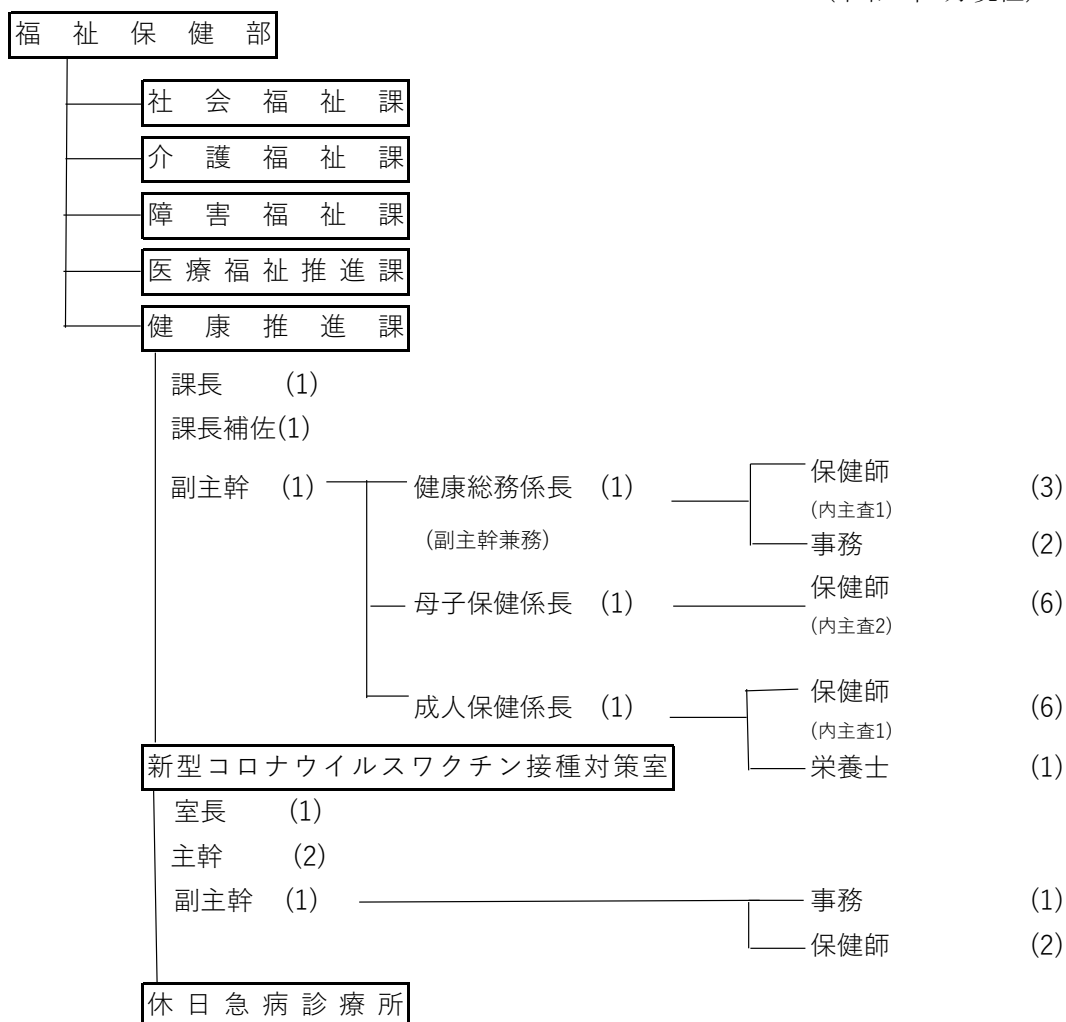 福祉保健部
社会福祉課
介護福祉課
障害福祉課
医療福祉推進課
健康推進課
課長 (1)
課長補佐(1)
副主幹 (1) 健康総務係長 (1) 保健師 (3)
(内主査1)
(副主幹兼務) 事務 (2)
母子保健係長 (1) 保健師 (6)
(内主査2)
成人保健係長 (1) 保健師 (6)
(内主査1)
新型コロナウイルスワクチン接種対策室 栄養士 (1)
室長 (1)
主幹 (2)
副主幹 (1) 事務 (1)
保健師 (2)
休日急病診療所